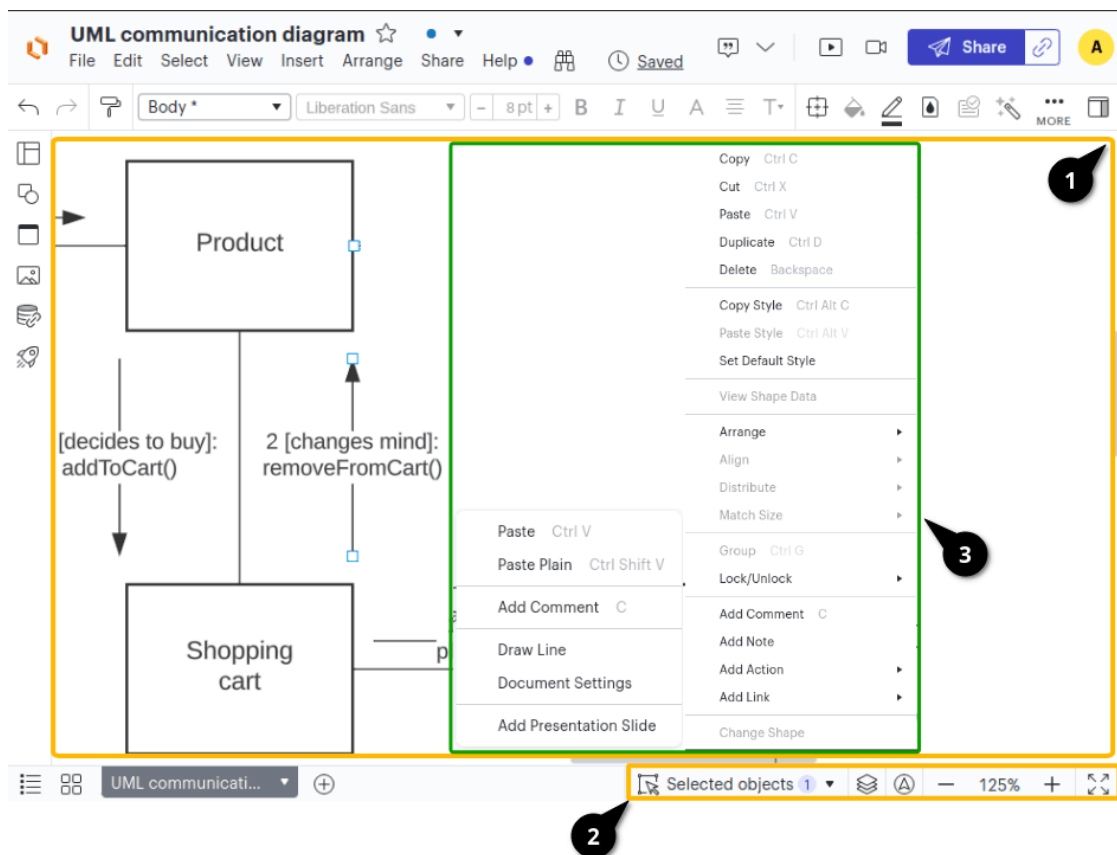 UML communication diagram
File Edit Select View Insert Arrange Share Help Saved
Share
A
Body *
Liberation Sans
– 8 pt + B I U A T
MORE
1
Product
[decides to buy]:
addToCart()
2 [changes mind]:
removeFromCart()
Shopping
cart
p
Copy Ctrl C
Cut Ctrl X
Paste Ctrl V
Duplicate Ctrl D
Delete Backspace
Copy Style Ctrl Alt C
Paste Style Ctrl Alt V
Set Default Style
View Shape Data
Arrange
Align
Distribute
Match Size
Group Ctrl G
Lock/Unlock
Add Comment C
Add Note
Add Action
Add Link
Change Shape
Paste Ctrl V
Paste Plain Ctrl Shift V
Add Comment C
Draw Line
Document Settings
Add Presentation Slide
3
UML communicati...
Selected objects 1
– 125% +
2